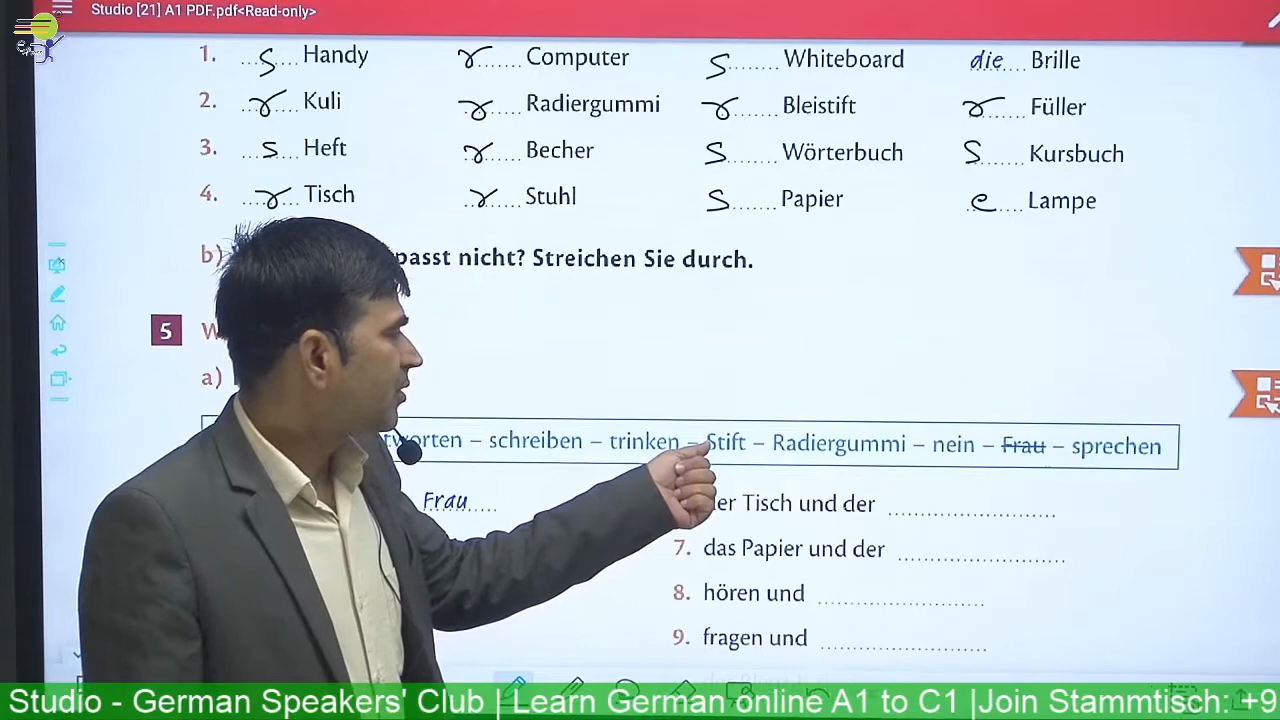 Studio [21] A1 PDF.pdf<Read-only>
1. s Handy r Computer s Whiteboard die Brille
2. r Kuli r Radiergummi r Bleistift r Füller
3. s Heft r Becher s Wörterbuch s Kursbuch
4. r Tisch r Stuhl s Papier e Lampe
b) passt nicht? Streichen Sie durch.
5 W
a)
tworten – schreiben – trinken – Stift – Radiergummi – nein – Frau – sprechen
Frau
er Tisch und der
7. das Papier und der
8. hören und
9. fragen und
Studio - German Speakers' Club | Learn German online A1 to C1 |Join Stammtisch: +9